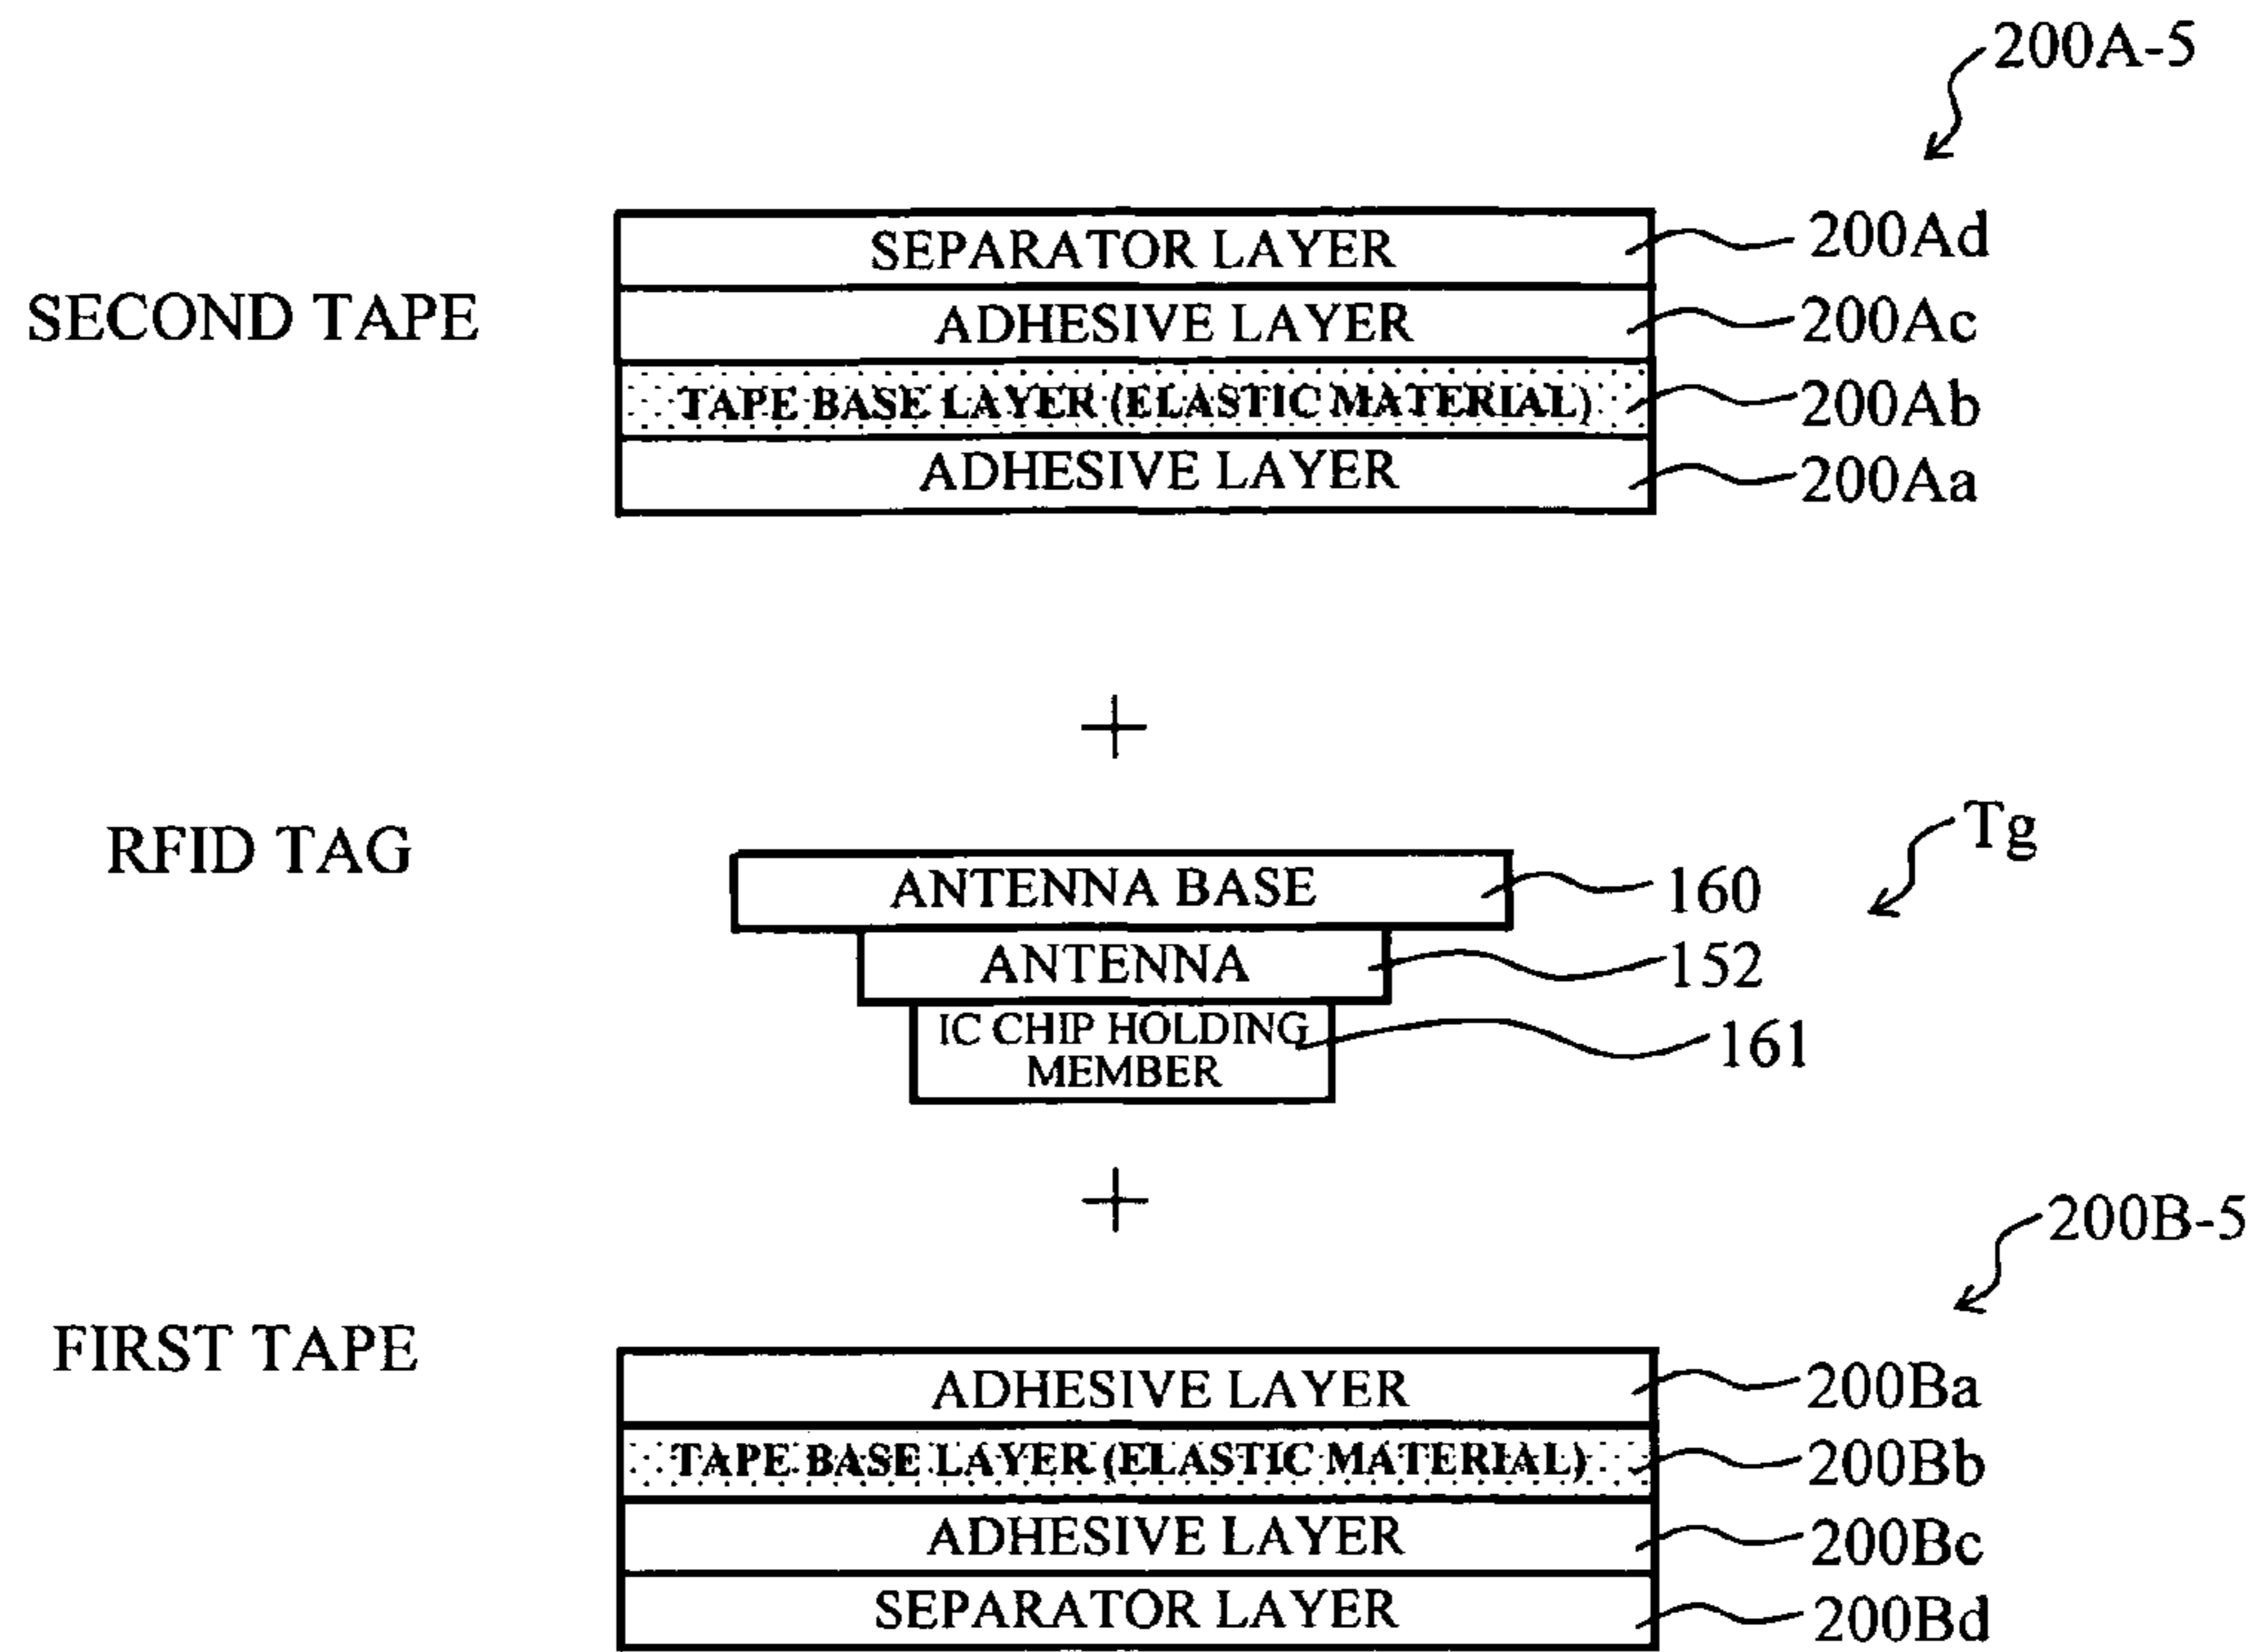 200A-5
SEPARATOR LAYER 200Ad
SECOND TAPE ADHESIVE LAYER 200Ac
TAPE BASE LAYER (ELASTIC MATERIAL) 200Ab
ADHESIVE LAYER 200Aa
+
RFID TAG Tg
ANTENNA BASE 160
ANTENNA 152
IC CHIP HOLDING
MEMBER 161
+
200B-5
FIRST TAPE ADHESIVE LAYER 200Ba
TAPE BASE LAYER (ELASTIC MATERIAL) 200Bb
ADHESIVE LAYER 200Bc
SEPARATOR LAYER 200Bd